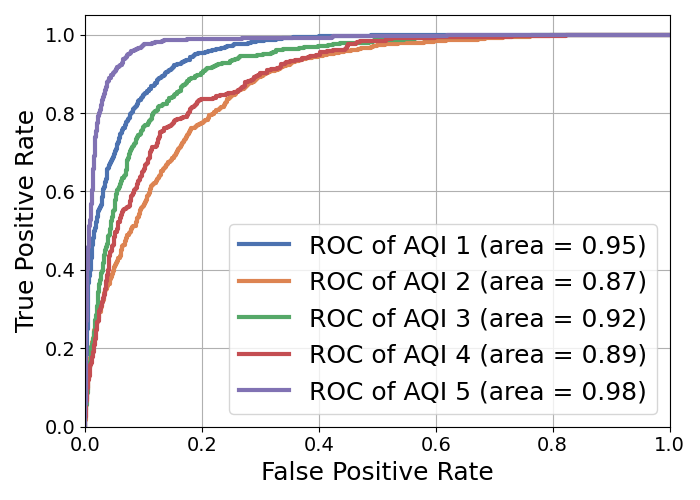 1.0
0.8
0.6
0.4
0.2
0.0
True Positive Rate
ROC of AQI 1 (area = 0.95)
ROC of AQI 2 (area = 0.87)
ROC of AQI 3 (area = 0.92)
ROC of AQI 4 (area = 0.89)
ROC of AQI 5 (area = 0.98)
0.0 0.2 0.4 0.6 0.8 1.0
False Positive Rate